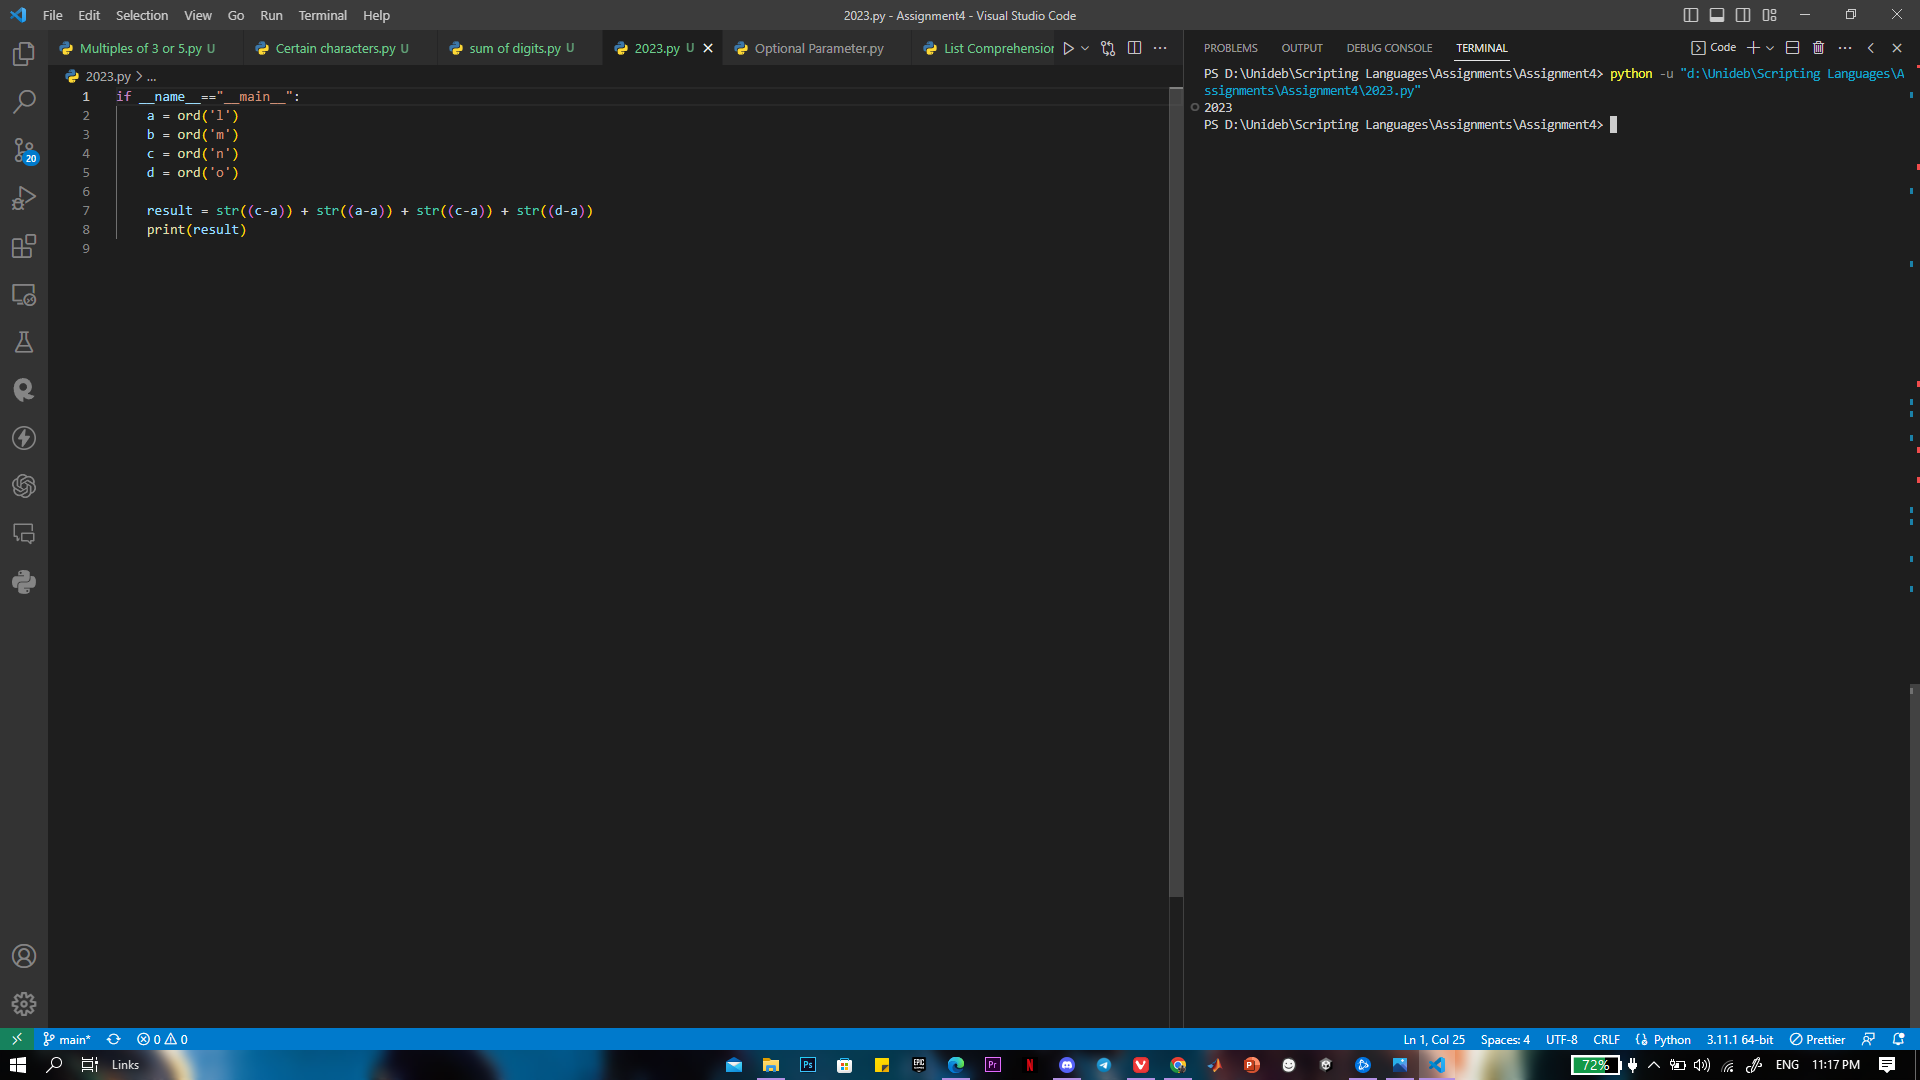 File Edit Selection View Go Run Terminal Help
2023.py - Assignment4 - Visual Studio Code
Multiples of 3 or 5.py U
Certain characters.py U
sum of digits.py U
2023.py U
Optional Parameter.py
List Comprehension
2023.py > ...
1 if __name__=="__main__":
2 a = ord('l')
3 b = ord('m')
4 c = ord('n')
5 d = ord('o')
6
7 result = str((c-a)) + str((a-a)) + str((c-a)) + str((d-a))
8 print(result)
9
PROBLEMS OUTPUT DEBUG CONSOLE TERMINAL
Code
PS D:\Unideb\Scripting Languages\Assignments\Assignment4> python -u "d:\Unideb\Scripting Languages\A
ssignments\Assignment4\2023.py"
2023
PS D:\Unideb\Scripting Languages\Assignments\Assignment4>
20
main* 0 0
Ln 1, Col 25 Spaces: 4 UTF-8 CRLF Python 3.11.1 64-bit Prettier
Links
Ps
EPIC
Pr
N
72%
ENG 11:17 PM